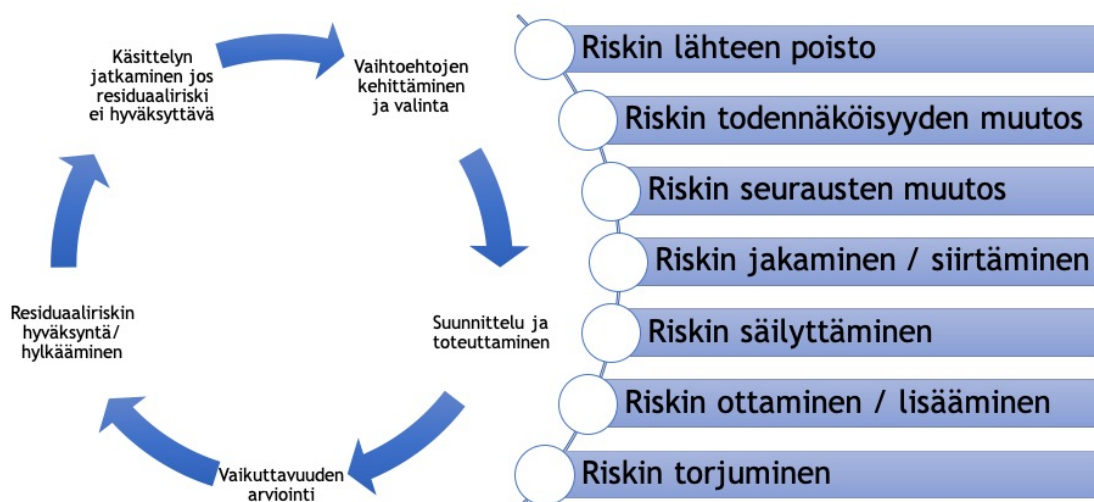 Käsittelyn
jatkaminen jos
residuaaliriski
ei hyväksyttävä
Vaihtoehtojen
kehittäminen
ja valinta
Suunnittelu ja
toteuttaminen
Vaikuttavuuden
arviointi
Residuaaliriskin
hyväksyntä/
hylkääminen
Riskin lähteen poisto
Riskin todennäköisyyden muutos
Riskin seurausten muutos
Riskin jakaminen / siirtäminen
Riskin säilyttäminen
Riskin ottaminen / lisääminen
Riskin torjuminen